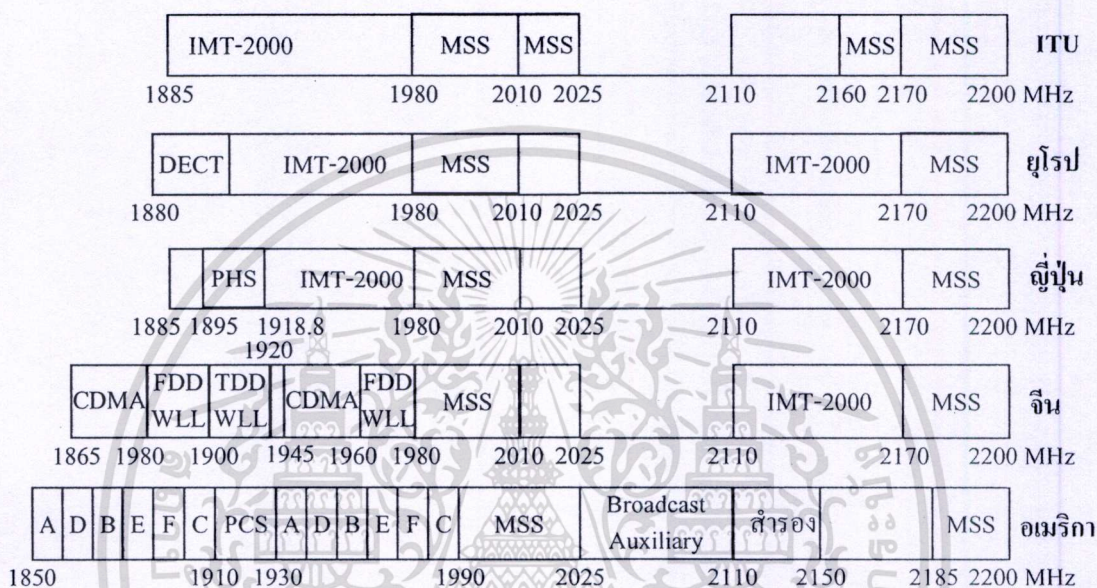 IMT-2000 MSS MSS MSS MSS ITU
1885 1980 2010 2025 2110 2160 2170 2200 MHz
DECT IMT-2000 MSS IMT-2000 MSS ยุโรป
1880 1980 2010 2025 2110 2170 2200 MHz
PHS IMT-2000 MSS IMT-2000 MSS ญี่ปุ่น
1885 1895 1918.8 1980 2010 2025 2110 2170 2200 MHz
1920
CDMA FDD WLL TDD WLL CDMA FDD WLL MSS IMT-2000 MSS จีน
1865 1980 1900 1945 1960 1980 2010 2025 2110 2170 2200 MHz
A D B E F C PCS A D B E F C MSS Broadcast Auxiliary สำรอง MSS อเมริกา
1850 1910 1930 1990 2025 2110 2150 2185 2200 MHz